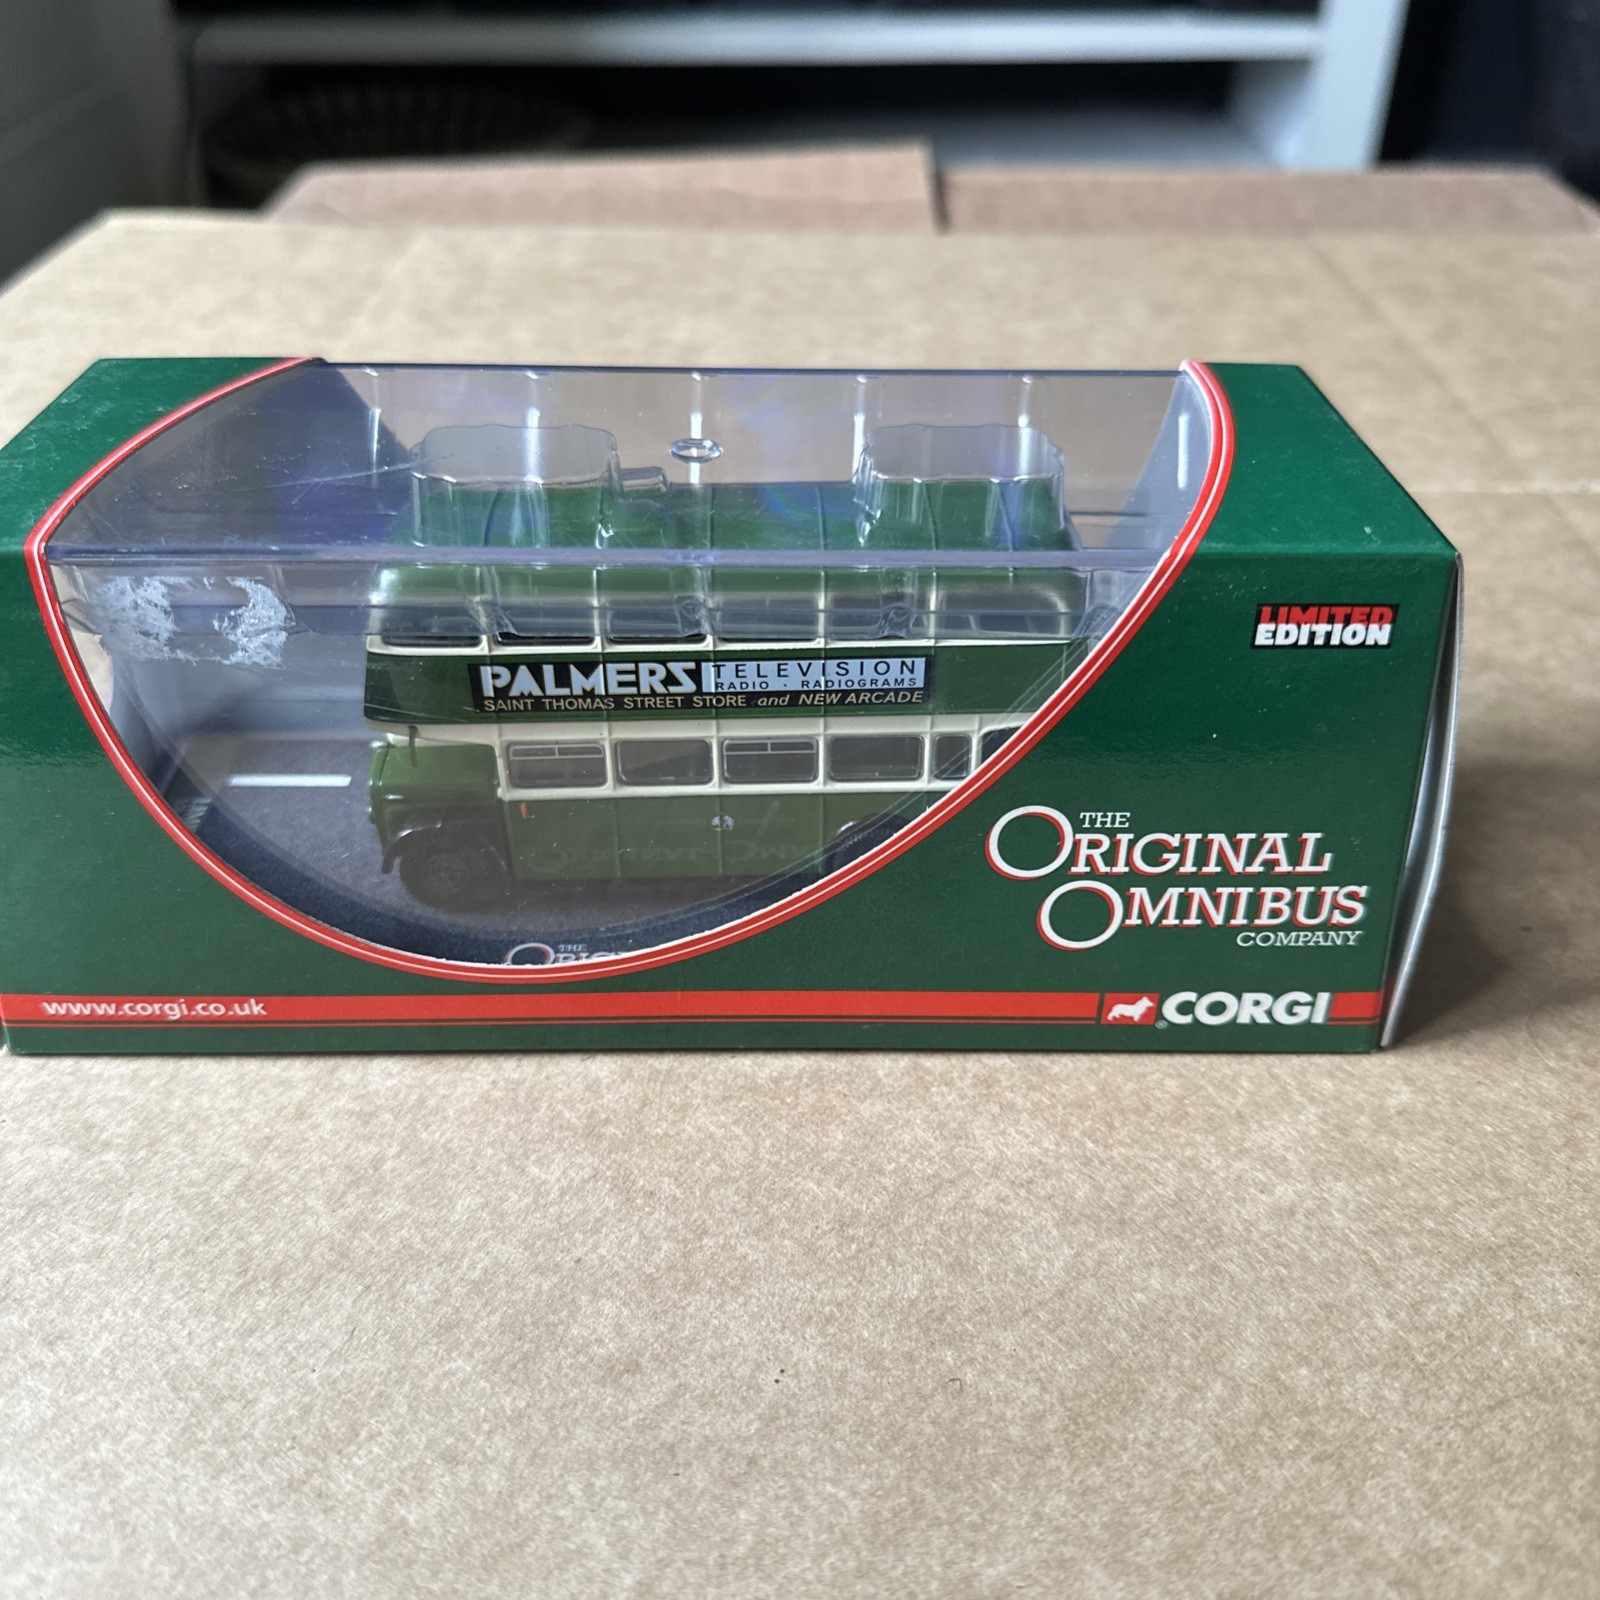 LIMITED
EDITION
PALMERS TELEVISION
RADIO · RADIOGRAMS
SAINT THOMAS STREET STORE and NEW ARCADE
THE
ORIGINAL
OMNIBUS
COMPANY
THE
www.corgi.co.uk
CORGI